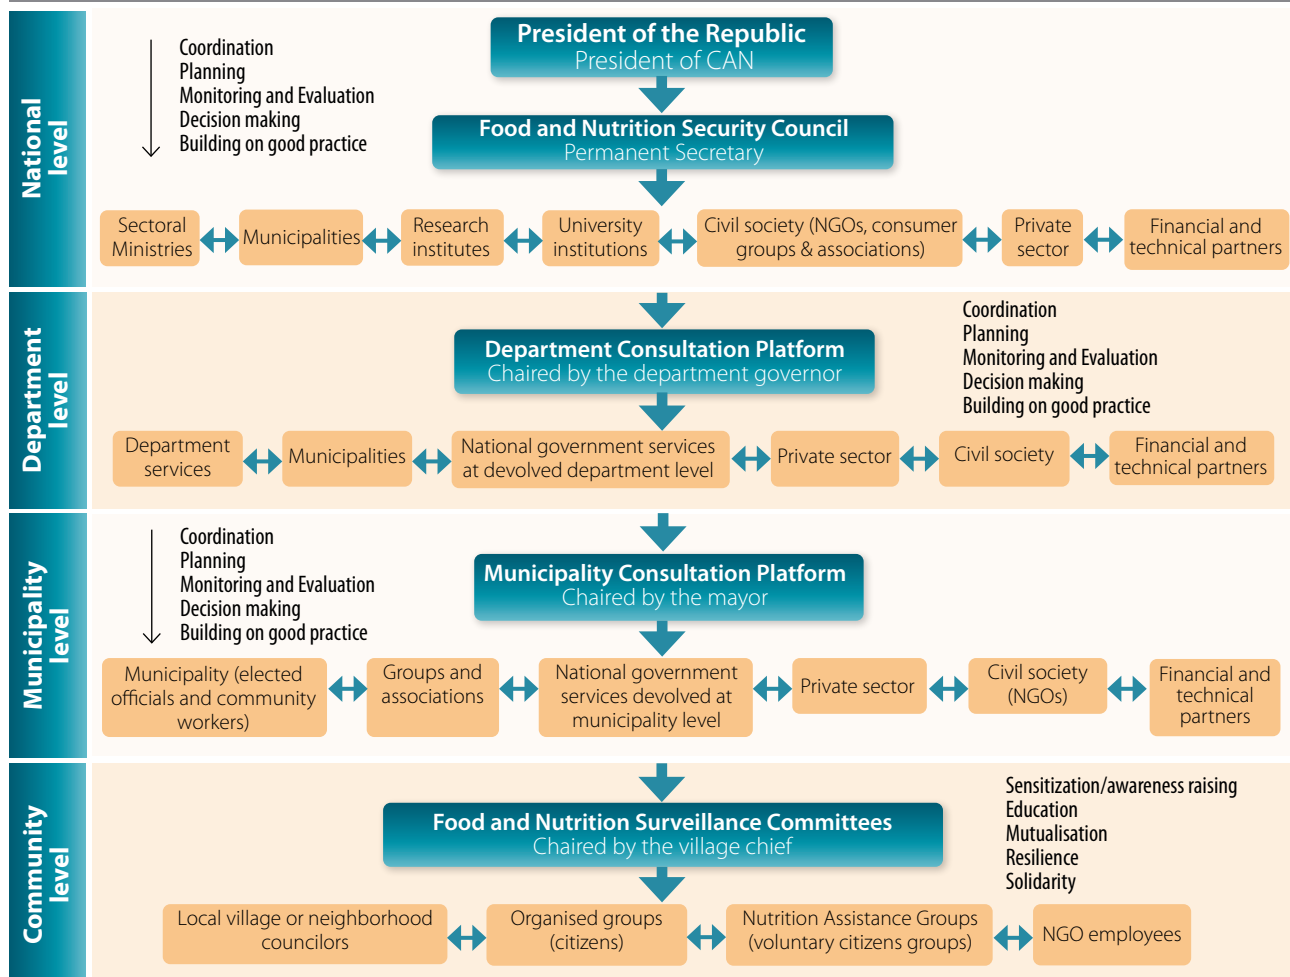 National
level
Coordination
Planning
Monitoring and Evaluation
Decision making
Building on good practice
President of the Republic
President of CAN
Food and Nutrition Security Council
Permanent Secretary
Sectoral
Ministries
Municipalities
Research
institutes
University
institutions
Civil society (NGOs, consumer
groups & associations)
Private
sector
Financial and
technical partners
Department
level
Department Consultation Platform
Chaired by the department governor
Coordination
Planning
Monitoring and Evaluation
Decision making
Building on good practice
Department
services
Municipalities
National government services
at devolved department level
Private sector
Civil society
Financial and
technical partners
Municipality
level
Coordination
Planning
Monitoring and Evaluation
Decision making
Building on good practice
Municipality Consultation Platform
Chaired by the mayor
Municipality (elected
officials and community
workers)
Groups and
associations
National government
services devolved at
municipality level
Private sector
Civil society
(NGOs)
Financial and
technical
partners
Community
level
Food and Nutrition Surveillance Committees
Chaired by the village chief
Sensitization/awareness raising
Education
Mutualisation
Resilience
Solidarity
Local village or neighborhood
councilors
Organised groups
(citizens)
Nutrition Assistance Groups
(voluntary citizens groups)
NGO employees